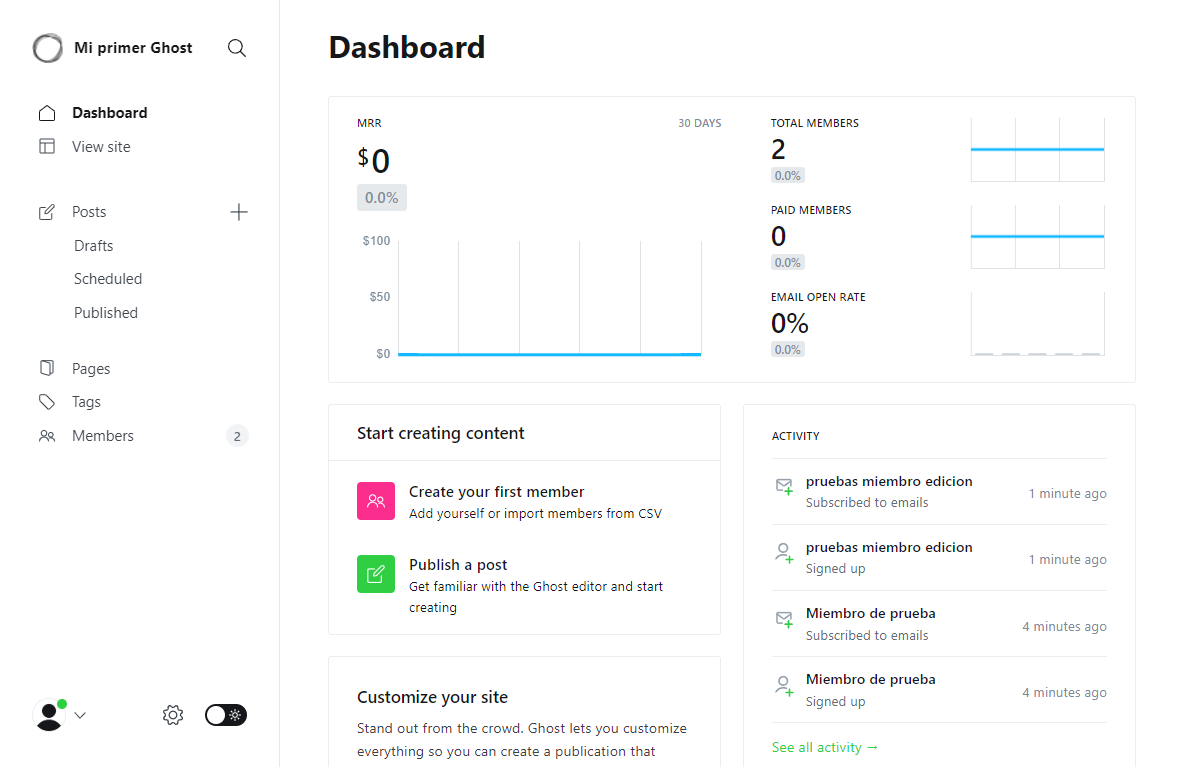 Mi primer Ghost
Dashboard
View site
Posts
Drafts
Scheduled
Published
Pages
Tags
Members
2
Dashboard
MRR
30 DAYS
$0
0.0%
$100
$50
$0
TOTAL MEMBERS
2
0.0%
PAID MEMBERS
0
0.0%
EMAIL OPEN RATE
0%
0.0%
Start creating content
Create your first member
Add yourself or import members from CSV
Publish a post
Get familiar with the Ghost editor and start
creating
Customize your site
Stand out from the crowd. Ghost lets you customize
everything so you can create a publication that
ACTIVITY
pruebas miembro edicion
Subscribed to emails
1 minute ago
pruebas miembro edicion
Signed up
1 minute ago
Miembro de prueba
Subscribed to emails
4 minutes ago
Miembro de prueba
Signed up
4 minutes ago
See all activity →